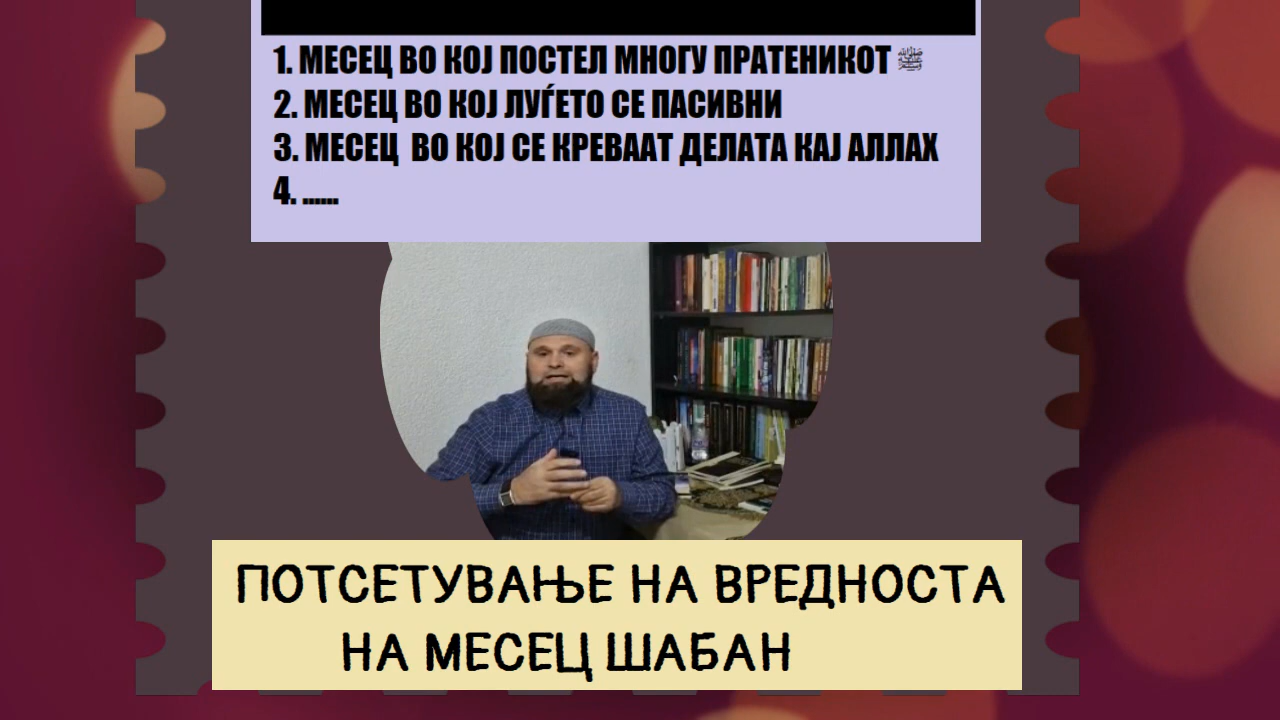 1. МЕСЕЦ ВО КОЈ ПОСТЕЛ МНОГУ ПРАТЕНИКОТ ﷺ
2. МЕСЕЦ ВО КОЈ ЛУЃЕТО СЕ ПАСИВНИ
3. МЕСЕЦ ВО КОЈ СЕ КРЕВААТ ДЕЛАТА КАЈ АЛЛАХ
4. ......
ПОТСЕТУВАЊЕ НА ВРЕДНОСТА
НА МЕСЕЦ ШАБАН